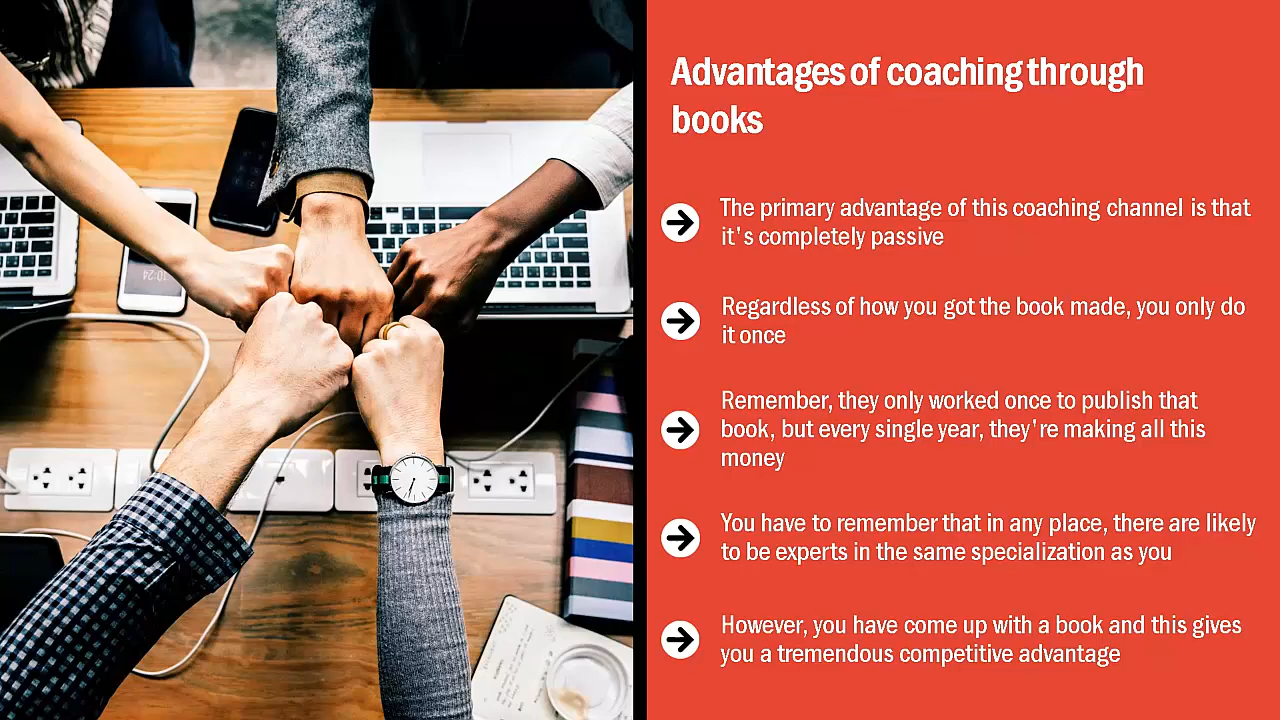 Advantages of coaching through
books
The primary advantage of this coaching channel is that
it's completely passive
Regardless of how you got the book made, you only do
it once
Remember, they only worked once to publish that
book, but every single year, they're making all this
money
You have to remember that in any place, there are likely
to be experts in the same specialization as you
However, you have come up with a book and this gives
you a tremendous competitive advantage